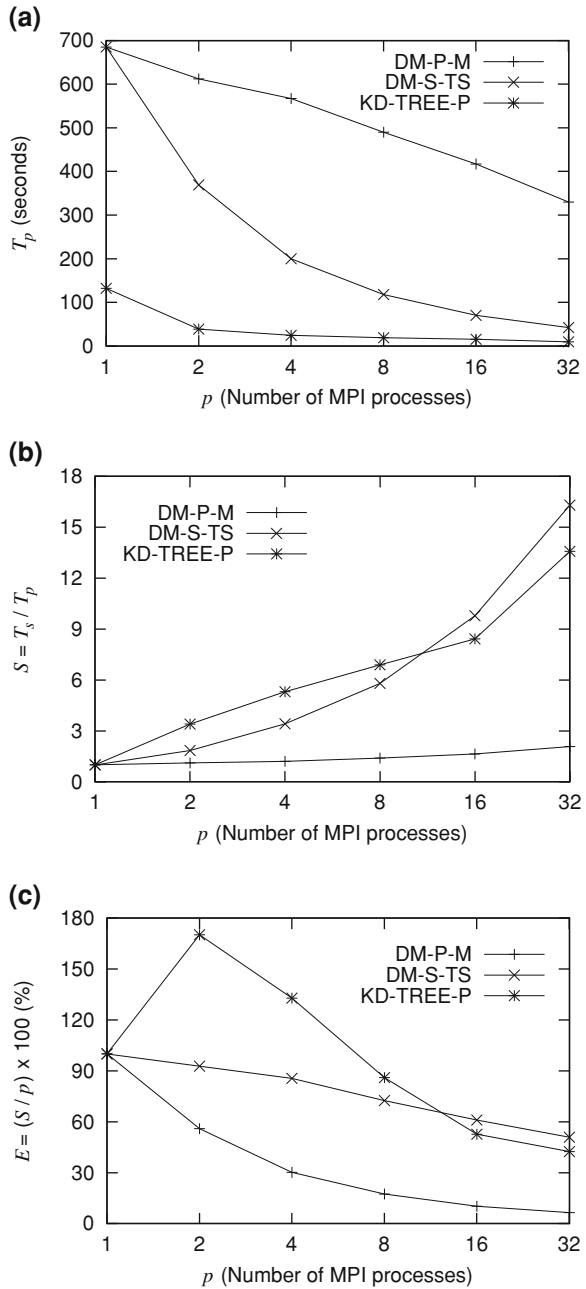 (a)
700
600
500
400
300
200
100
0
T_p (seconds)
DM-P-M
DM-S-TS
KD-TREE-P
1 2 4 8 16 32
p (Number of MPI processes)
(b)
18
15
12
9
6
3
0
S = T_s / T_p
DM-P-M
DM-S-TS
KD-TREE-P
1 2 4 8 16 32
p (Number of MPI processes)
(c)
180
150
120
90
60
30
0
E = (S / p) x 100 (%)
DM-P-M
DM-S-TS
KD-TREE-P
1 2 4 8 16 32
p (Number of MPI processes)